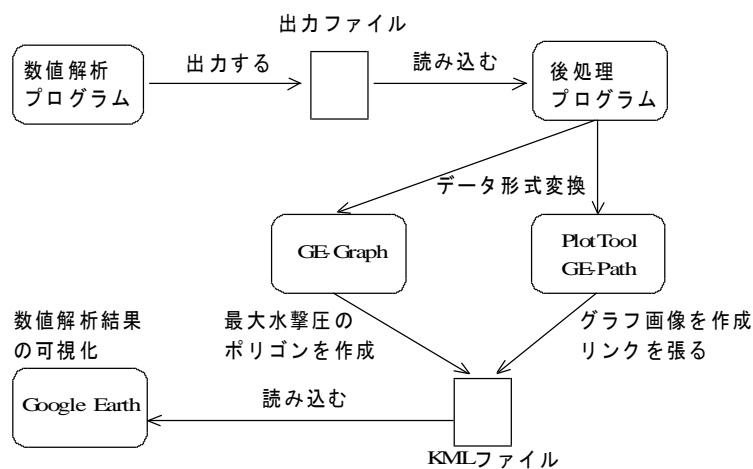 出力ファイル
数値解析
プログラム
出力する
読み込む
後処理
プログラム
データ形式変換
GE-Graph
PlotTool
GE-Path
数値解析結果
の可視化
最大水撃圧の
ポリゴンを作成
グラフ画像を作成
リンクを張る
Google Earth
読み込む
KMLファイル